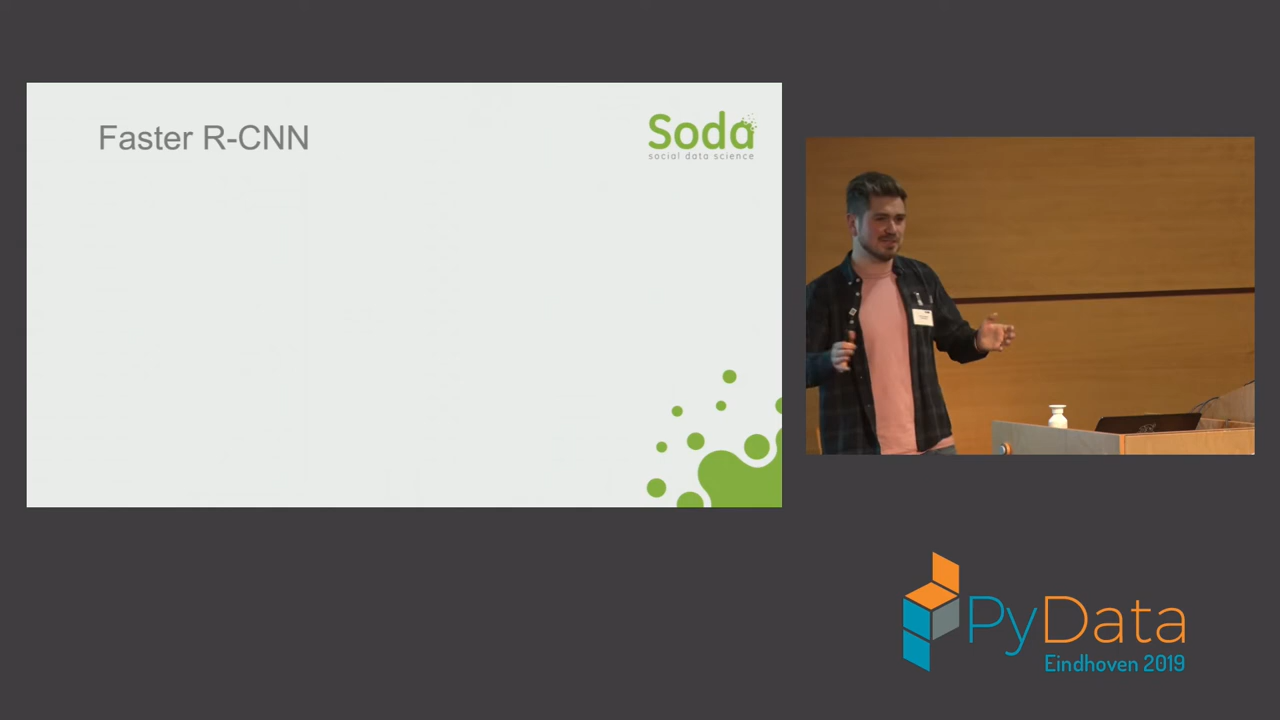 Faster R-CNN
Soda
social data science
PyData
Eindhoven 2019